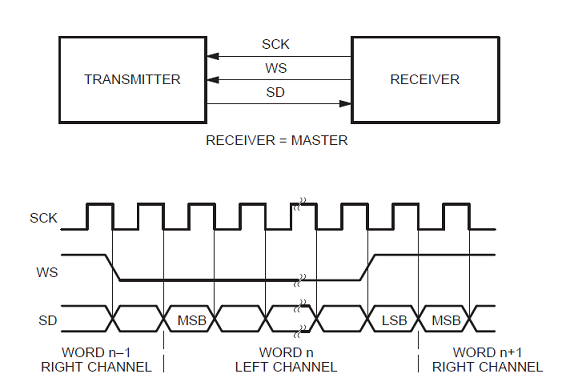 SCK
TRANSMITTER
WS
RECEIVER
SD
RECEIVER = MASTER
SCK
WS
SD
MSB
LSB
MSB
WORD n–1
RIGHT CHANNEL
WORD n
LEFT CHANNEL
WORD n+1
RIGHT CHANNEL